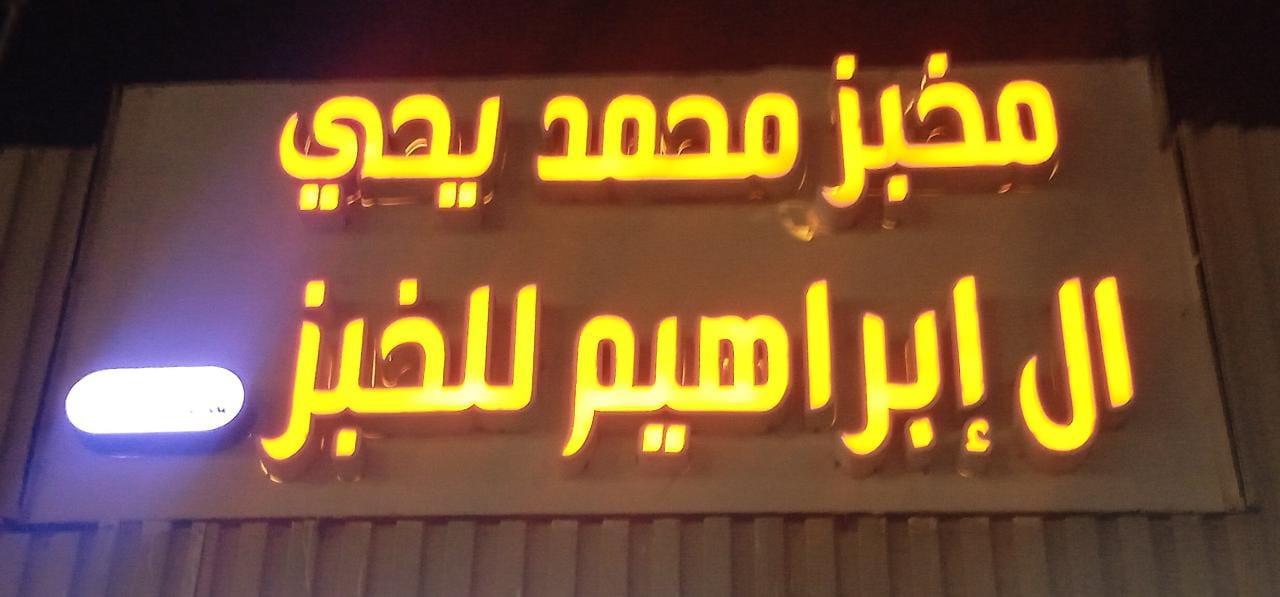 مخبز محمد يحي
ال إبراهيم للخبز